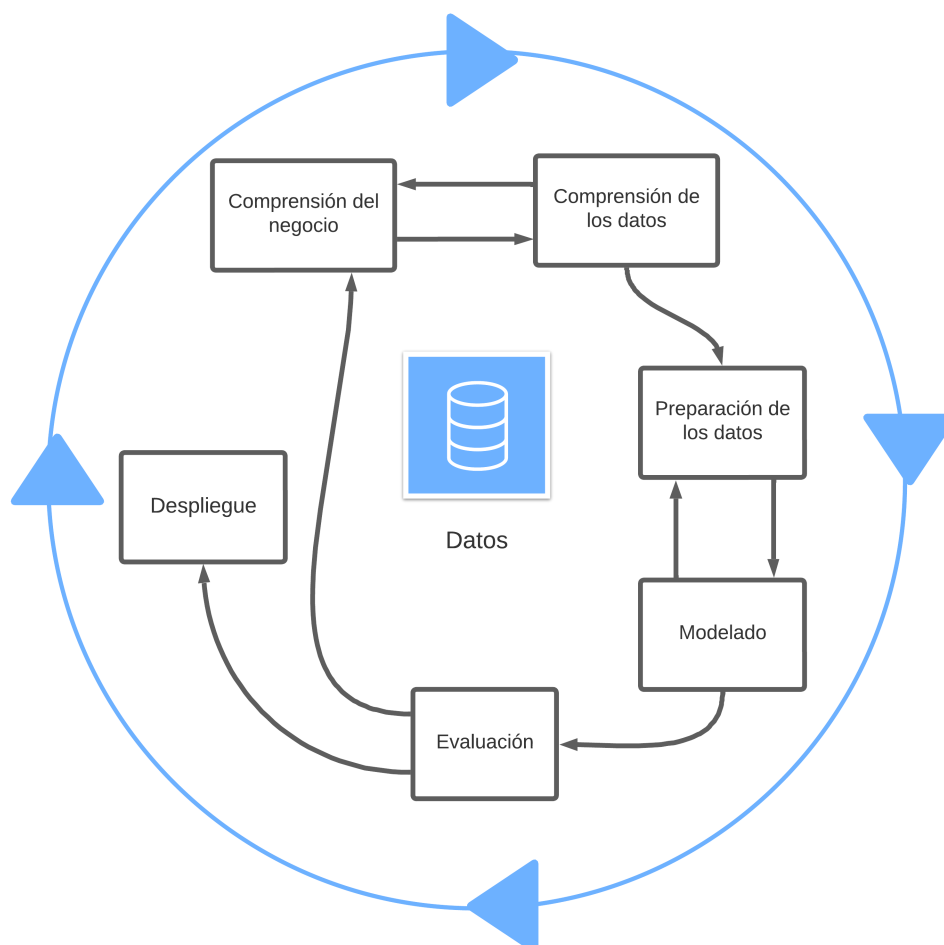 Comprensión del
negocio
Comprensión de
los datos
Preparación de
los datos
Despliegue
Datos
Modelado
Evaluación